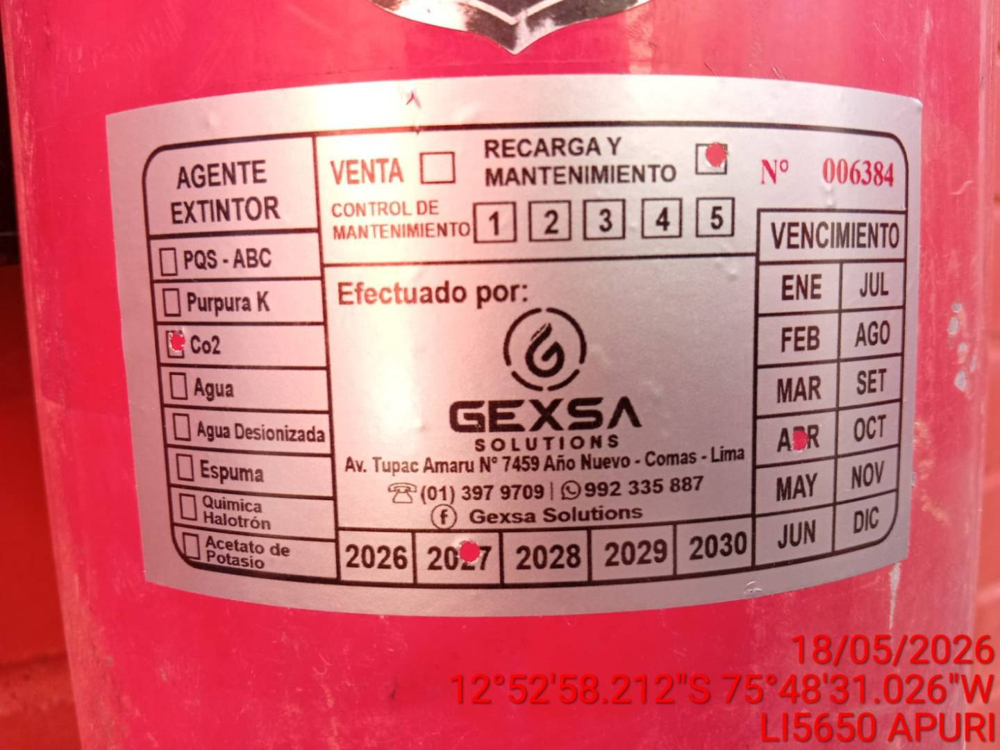 AGENTE
EXTINTOR
PQS - ABC
Purpura K
Co2
Agua
Agua Desionizada
Espuma
Quimica
Halotrón
Acetato de
Potasio
VENTA
RECARGA Y
MANTENIMIENTO
CONTROL DE
MANTENIMIENTO 1 2 3 4 5
Nº 006384
Efectuado por:
GEXSA
SOLUTIONS
Av. Tupac Amaru N° 7459 Año Nuevo - Comas - Lima
(01) 397 9709 | 992 335 887
f Gexsa Solutions
2026 2027 2028 2029 2030
VENCIMIENTO
ENE JUL
FEB AGO
MAR SET
APR OCT
MAY NOV
JUN DIC
18/05/2026
12°52'58.212"S 75°48'31.026"W
LI5650 APURI